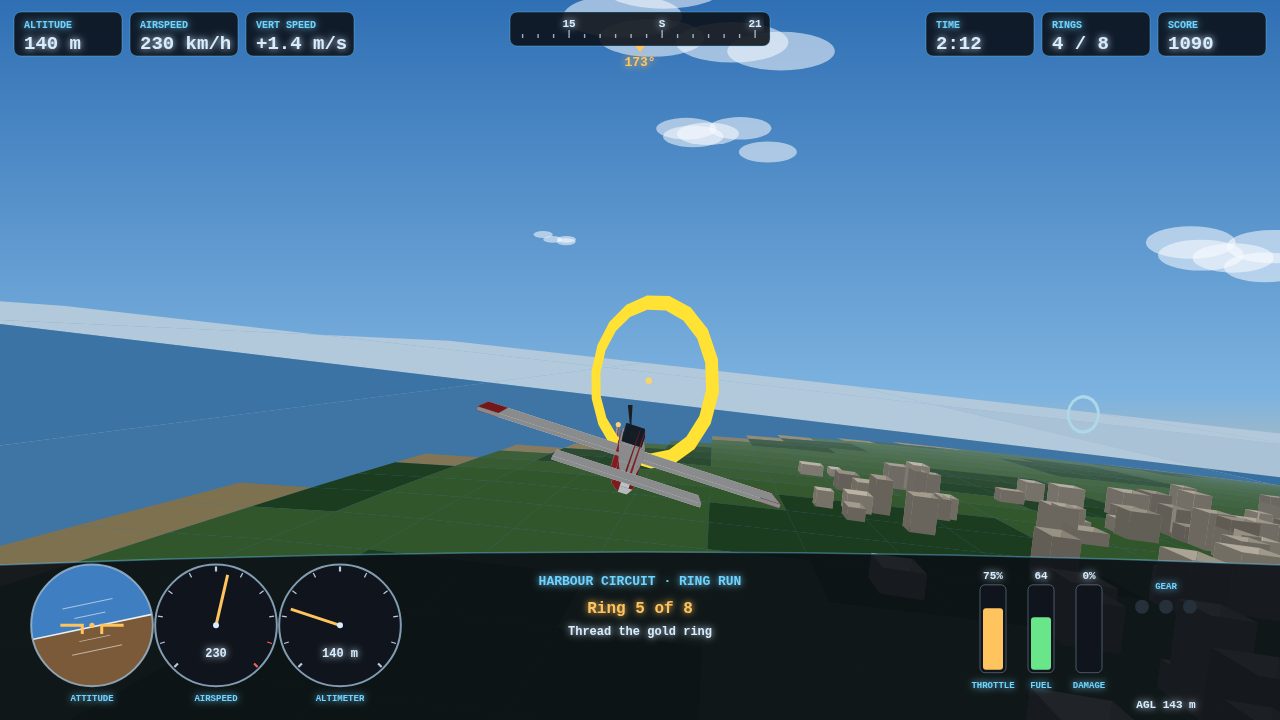 ALTITUDE
140 m
AIRSPEED
230 km/h
VERT SPEED
+1.4 m/s
15 S 21
173°
TIME
2:12
RINGS
4 / 8
SCORE
1090
HARBOUR CIRCUIT · RING RUN
Ring 5 of 8
Thread the gold ring
230
140 m
ATTITUDE
AIRSPEED
ALTIMETER
75% 64 0%
THROTTLE FUEL DAMAGE
GEAR
AGL 143 m